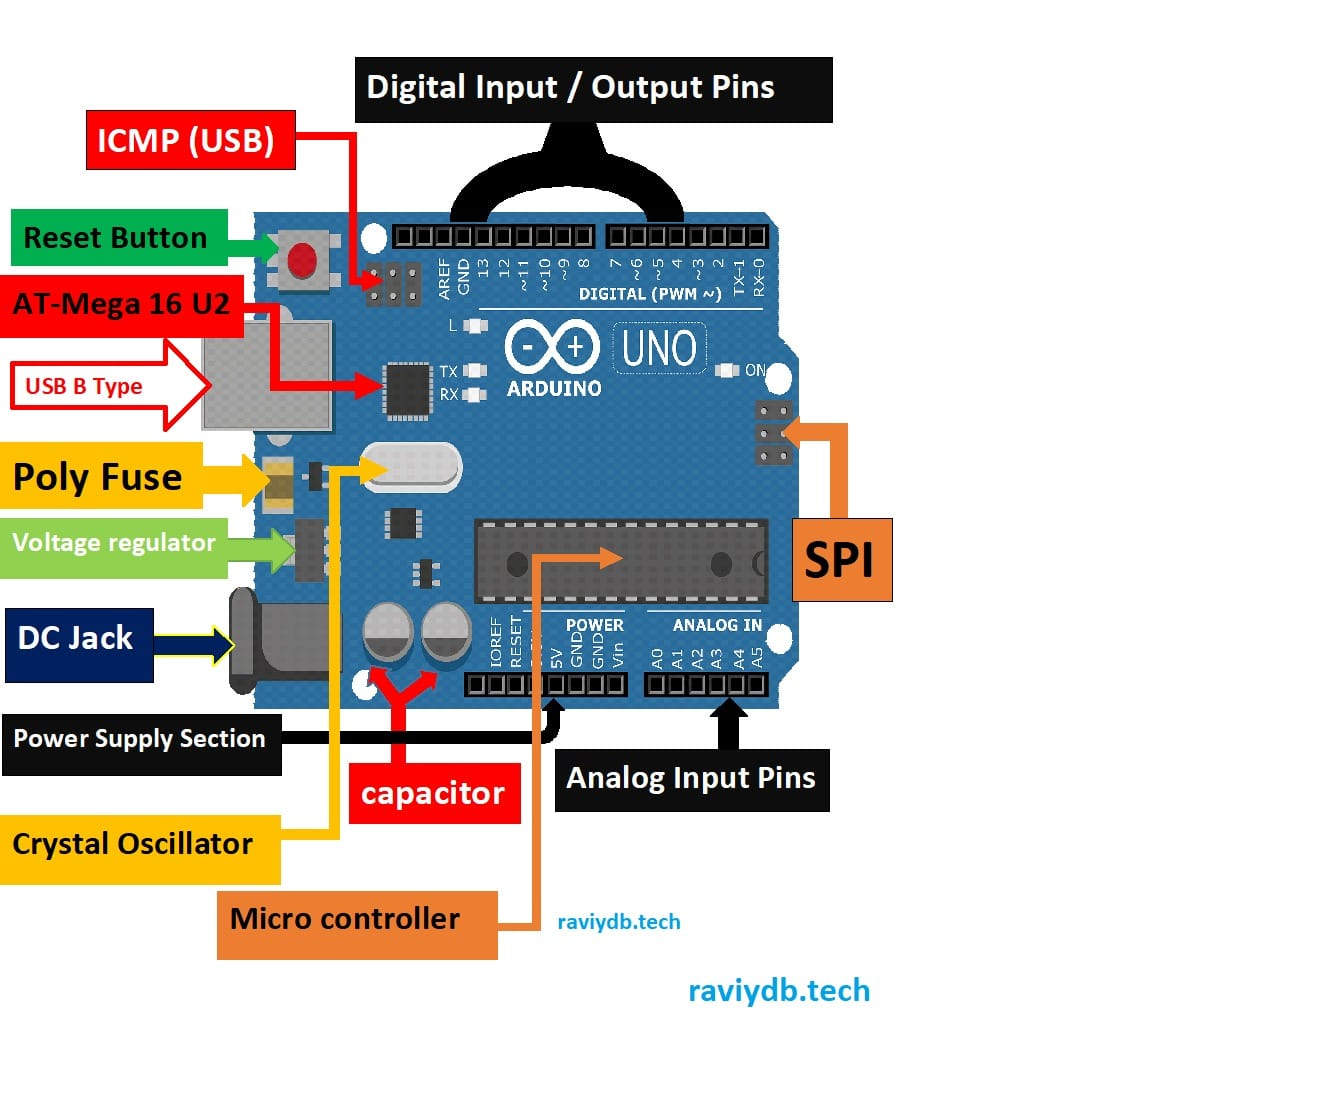 Digital Input / Output Pins
ICMP (USB)
Reset Button
AT-Mega 16 U2
USB B Type
Poly Fuse
Voltage regulator
DC Jack
Power Supply Section
Crystal Oscillator
Micro controller
capacitor
Analog Input Pins
SPI
AREF
GND
13
12
~11
~10
~9
8
7
~6
~5
4
~3
2
TX-1
RX-0
DIGITAL (PWM ~)
L
TX
RX
- +
ARDUINO
UNO
ON
POWER
ANALOG IN
IOREF
RESET
5V
GND
GND
Vin
A0
A1
A2
A3
A4
A5
raviydb.tech
raviydb.tech